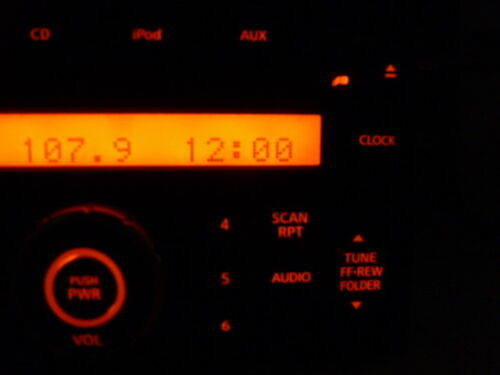 CD iPod AUX
107.9 12:00
CLOCK
4 SCAN
RPT
TUNE
FF·REW
FOLDER
5 AUDIO
PUSH
PWR
6
VOL